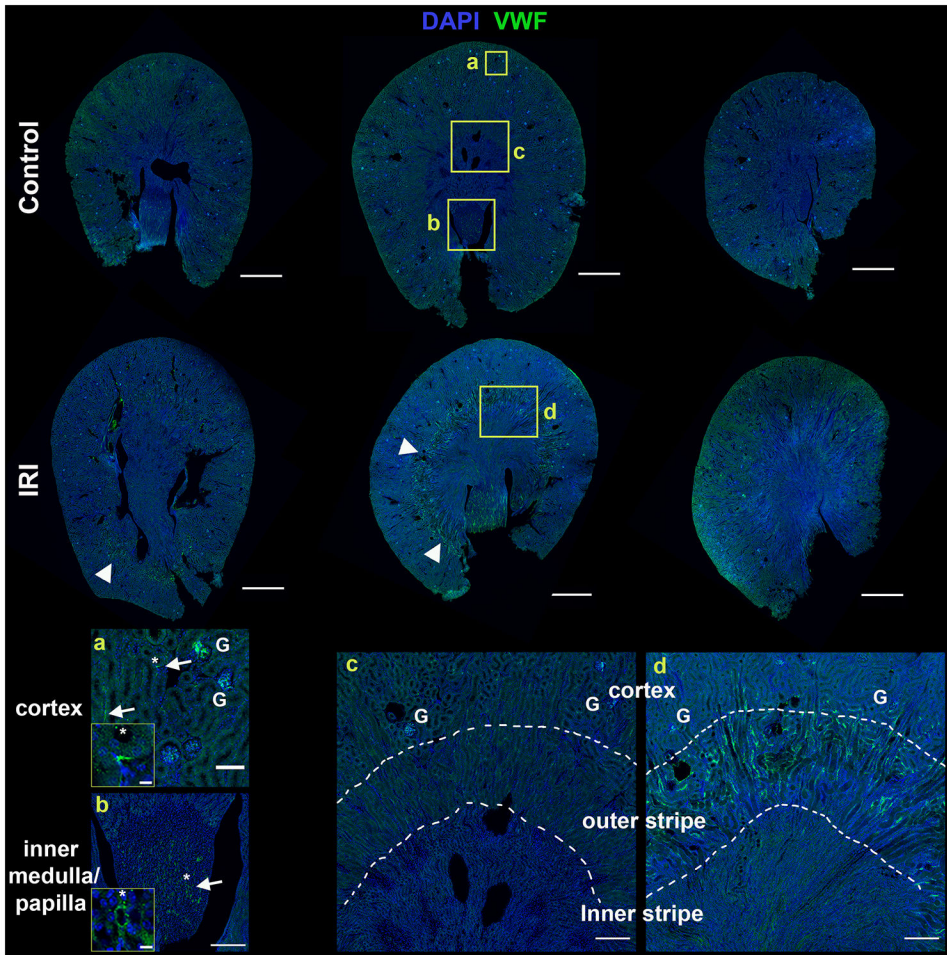 DAPI VWF
Control
a
c
b
IRI
d
a
*
G
G
cortex
*
b
inner
medulla/
papilla
*
*
c
d
cortex
G
G
G
G
outer stripe
Inner stripe